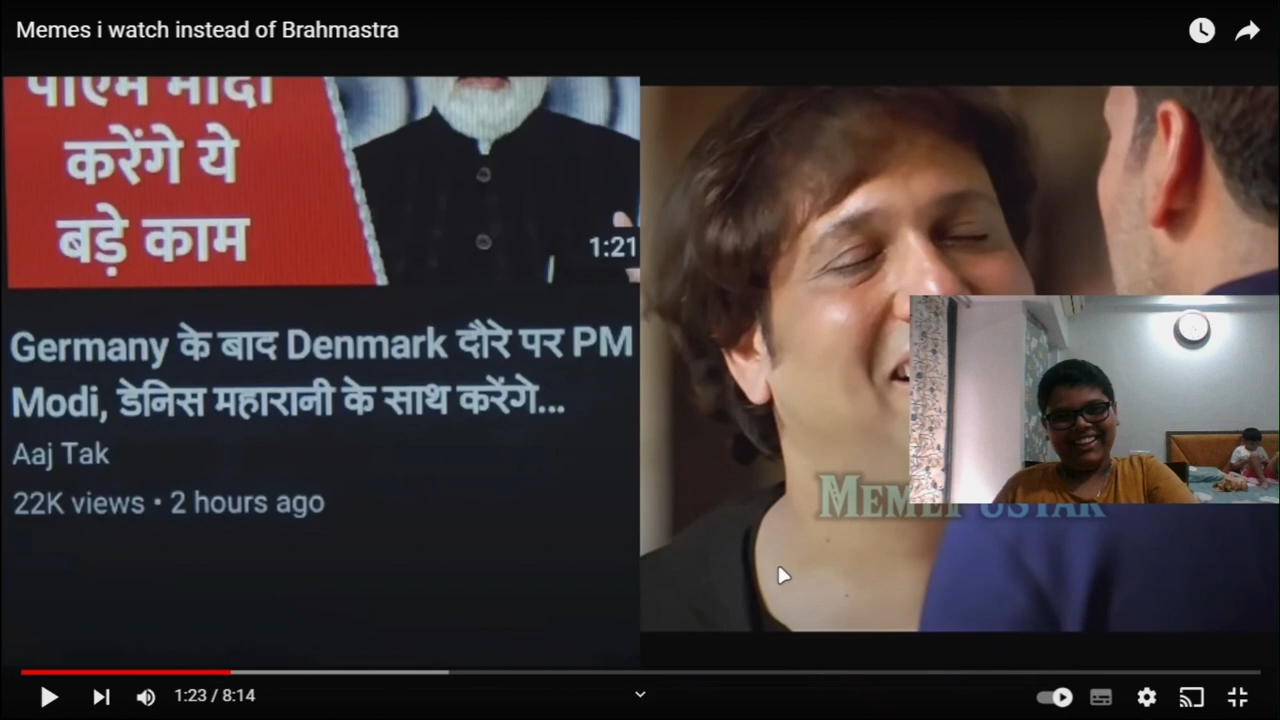 Memes i watch instead of Brahmastra
पीएम मोदी
करेंगे ये
बड़े काम
1:21
Germany के बाद Denmark दौरे पर PM
Modi, डेनिस महारानी के साथ करेंगे...
Aaj Tak
22K views • 2 hours ago
1:23 / 8:14